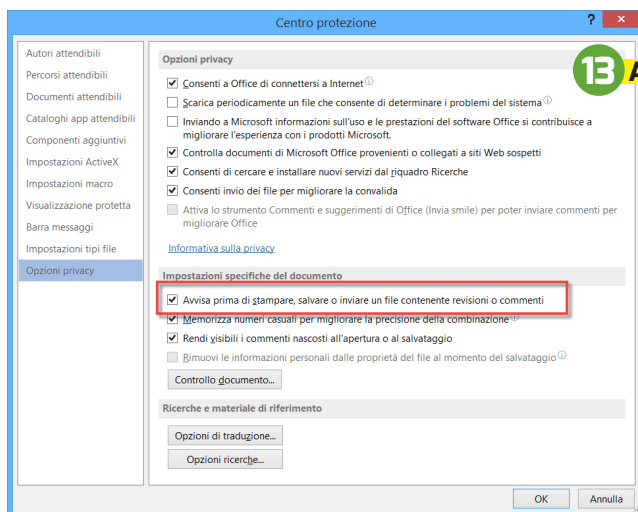 Centro protezione
?
Autori attendibili
Percorsi attendibili
Documenti attendibili
Cataloghi app attendibili
Componenti aggiuntivi
Impostazioni ActiveX
Impostazioni macro
Visualizzazione protetta
Barra messaggi
Impostazioni tipi file
Opzioni privacy
Opzioni privacy
13 A
Consenti a Office di connettersi a Internet
Scarica periodicamente un file che consente di determinare i problemi del sistema
Inviando a Microsoft informazioni sull'uso e le prestazioni del software Office si contribuisce a
migliorare l'esperienza con i prodotti Microsoft.
Controlla documenti di Microsoft Office provenienti o collegati a siti Web sospetti
Consenti di cercare e installare nuovi servizi dal riquadro Ricerche
Consenti invio dei file per migliorare la convalida
Attiva lo strumento Commenti e suggerimenti di Office (Invia smile) per poter inviare commenti per
migliorare Office
Informativa sulla privacy
Impostazioni specifiche del documento
Avvisa prima di stampare, salvare o inviare un file contenente revisioni o commenti
Memorizza numeri casuali per migliorare la precisione della combinazione
Rendi visibili i commenti nascosti all'apertura o al salvataggio
Rimuovi le informazioni personali dalle proprietà del file al momento del salvataggio
Controllo documento...
Ricerche e materiale di riferimento
Opzioni di traduzione...
Opzioni ricerche...
OK
Annulla